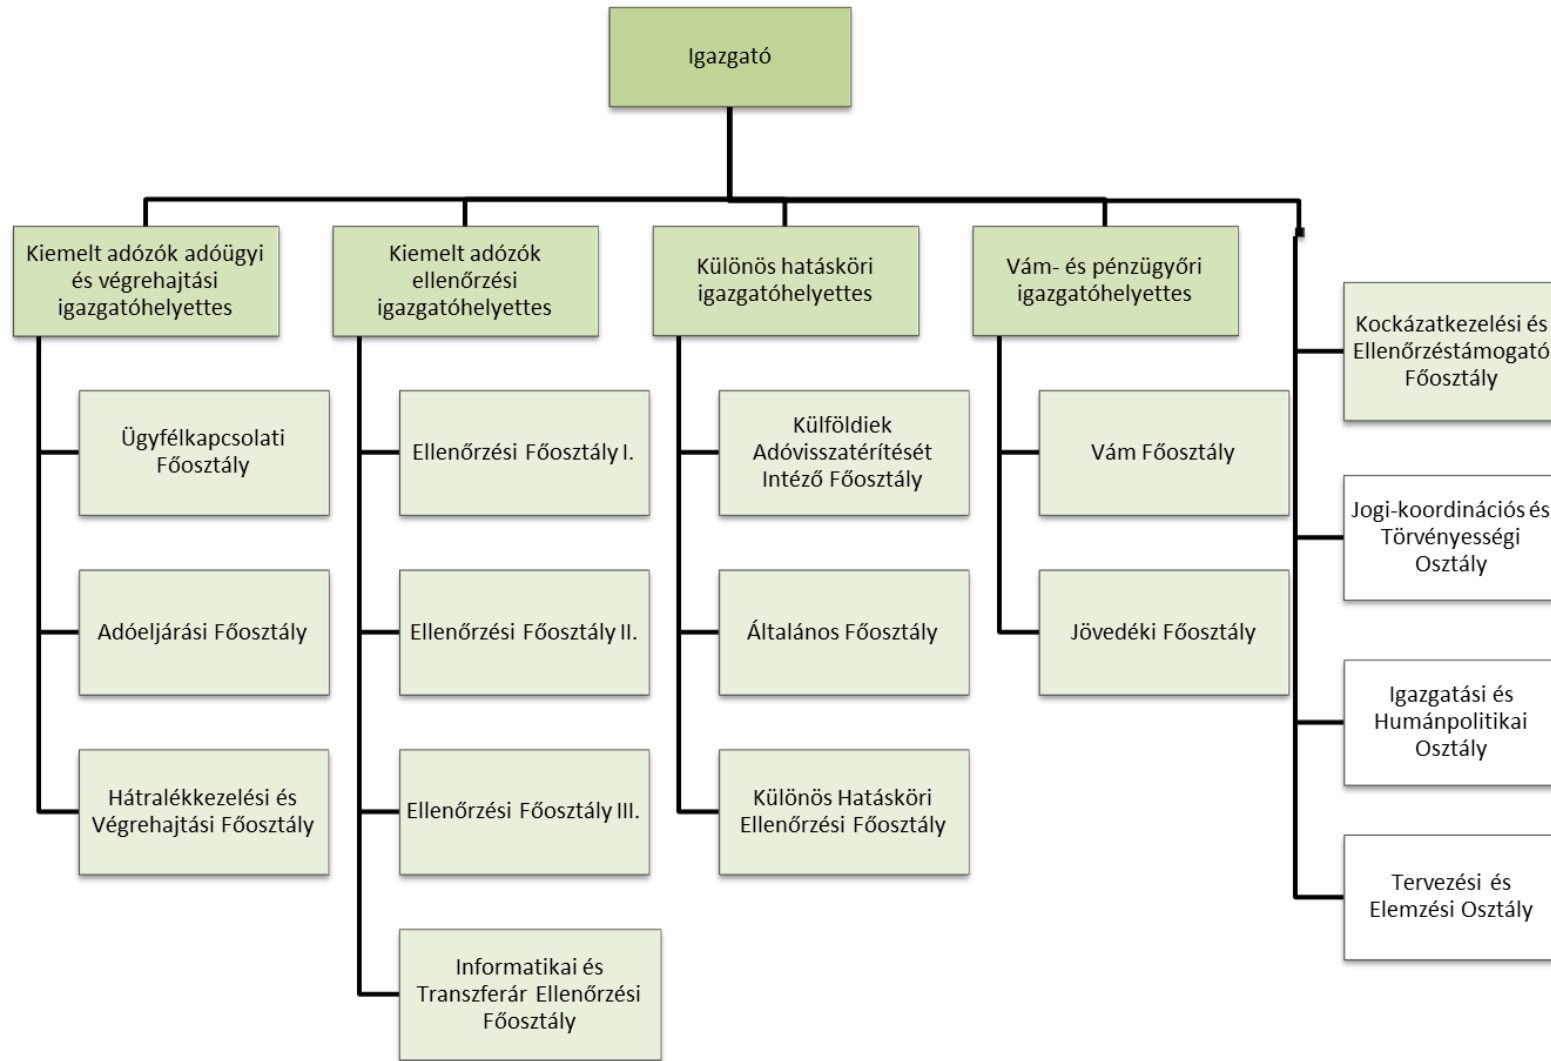 Igazgató
Kiemelt adózók adóügyi
és végrehajtási
igazgatóhelyettes
Ügyfélkapcsolati
Főosztály
Adóeljárási Főosztály
Hátralékkezelési és
Végrehajtási Főosztály
Kiemelt adózók
ellenőrzési
igazgatóhelyettes
Ellenőrzési Főosztály I.
Ellenőrzési Főosztály II.
Ellenőrzési Főosztály III.
Informatikai és
Transzferár Ellenőrzési
Főosztály
Különös hatásköri
igazgatóhelyettes
Külföldiek
Adóvisszatérítését
Intéző Főosztály
Általános Főosztály
Különös Hatásköri
Ellenőrzési Főosztály
Vám- és pénzügyőri
igazgatóhelyettes
Vám Főosztály
Jövedéki Főosztály
Kockázatkezelési és
Ellenőrzéstámogató
Főosztály
Jogi-koordinációs és
Törvényességi
Osztály
Igazgatási és
Humánpolitikai
Osztály
Tervezési és
Elemzési Osztály